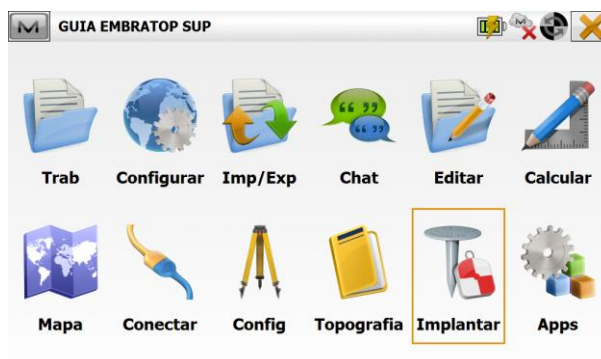 GUIA EMBRATOP SUP
Trab Configurar Imp/Exp Chat Editar Calcular
Mapa Conectar Config Topografia Implantar Apps